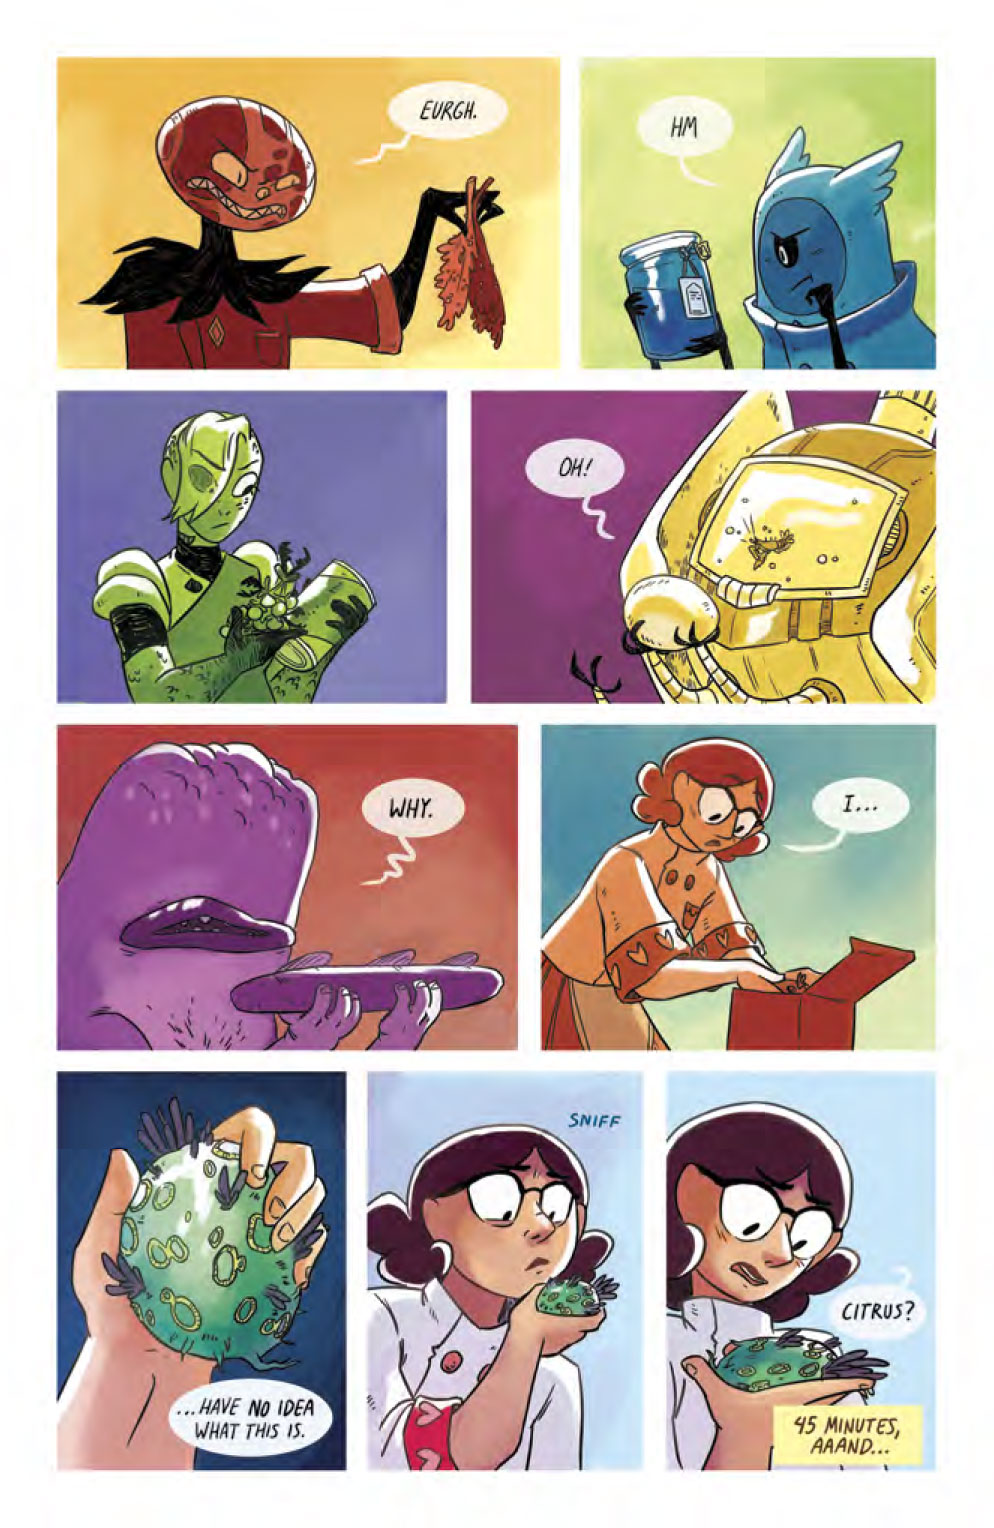 EURGH.
HM
OH!
WHY.
I...
...HAVE NO IDEA
WHAT THIS IS.
SNIFF
CITRUS?
45 MINUTES,
AAAND...